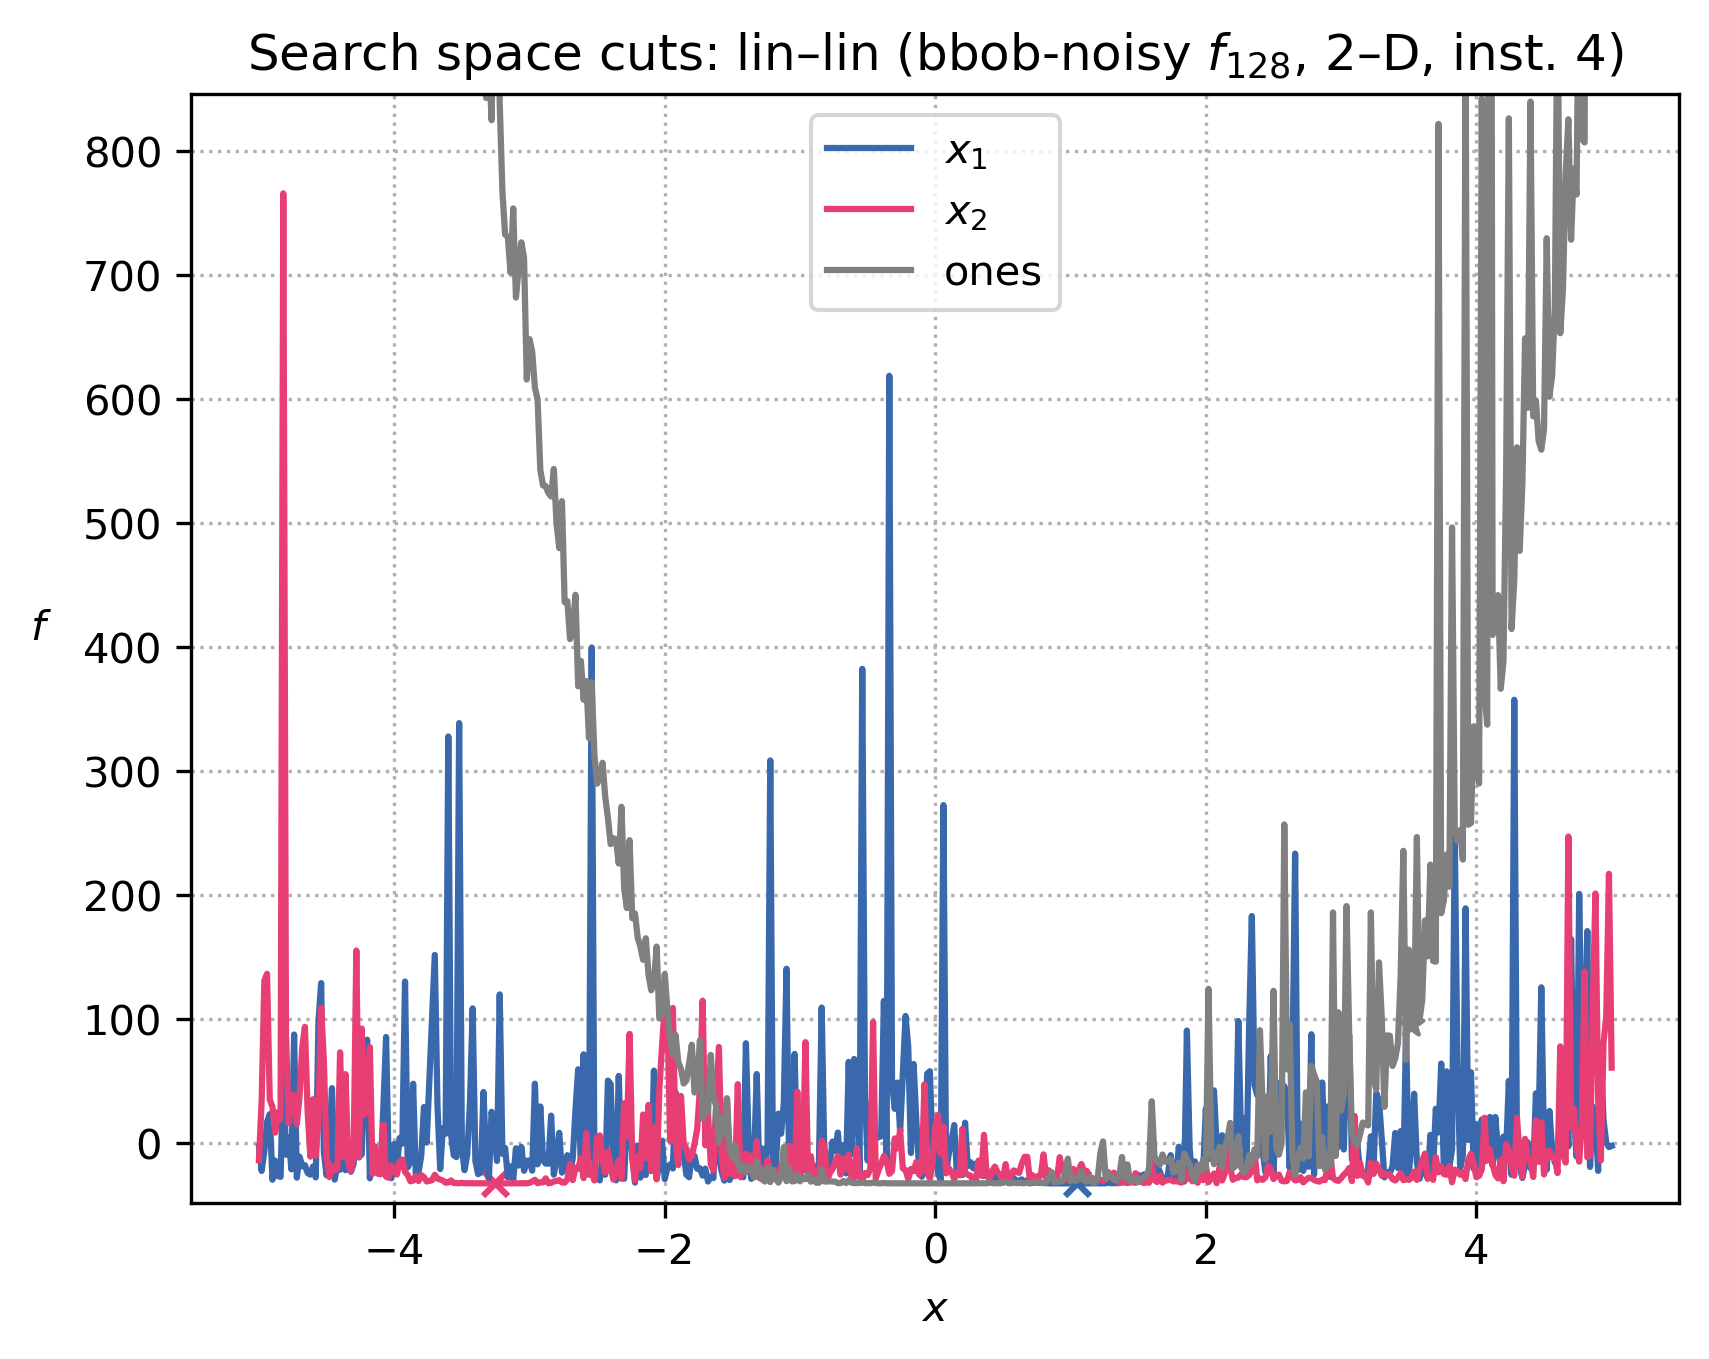 Search space cuts: lin–lin (bbob-noisy f₁₂₈, 2–D, inst. 4)
x₁
x₂
ones
800
700
600
500
400
300
200
100
0
f
−4 −2 0 2 4
x